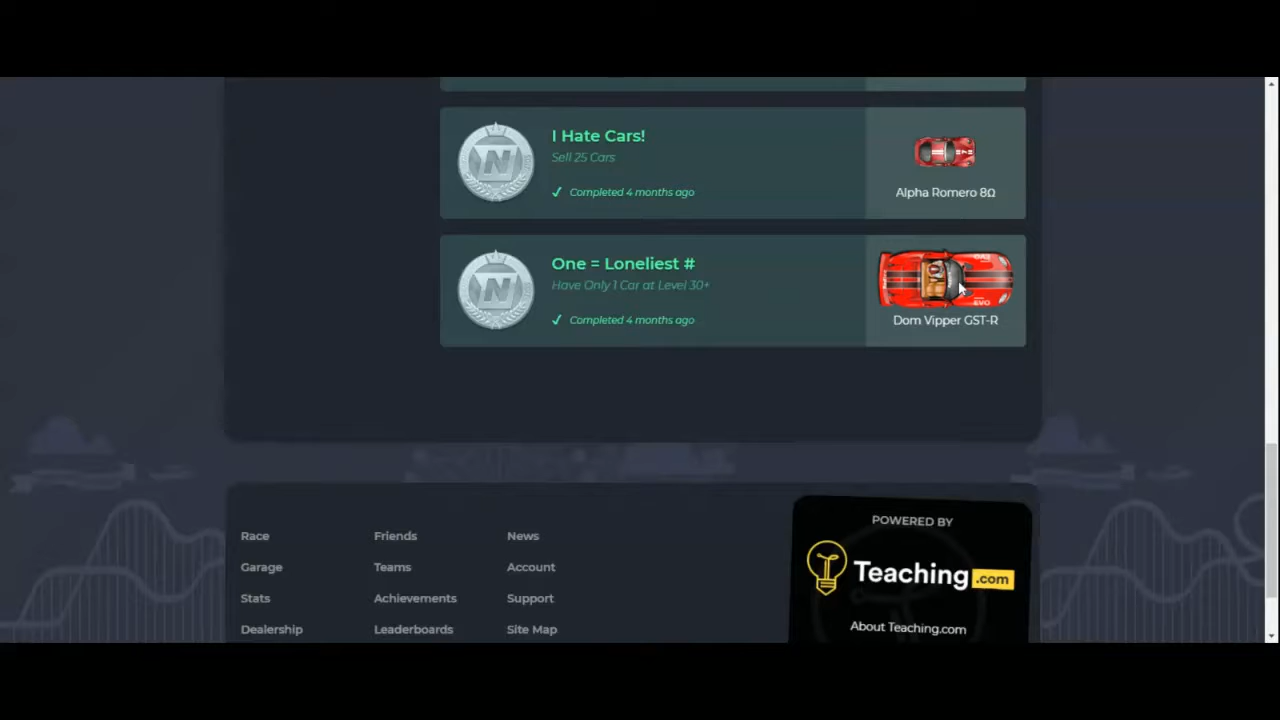 I Hate Cars!
Sell 25 Cars
Completed 4 months ago
Alpha Romero 8Ω
One = Loneliest #
Have Only 1 Car at Level 30+
Completed 4 months ago
Dom Vipper GST-R
Race
Friends
News
Garage
Teams
Account
Stats
Achievements
Support
Dealership
Leaderboards
Site Map
POWERED BY
Teaching.com
About Teaching.com